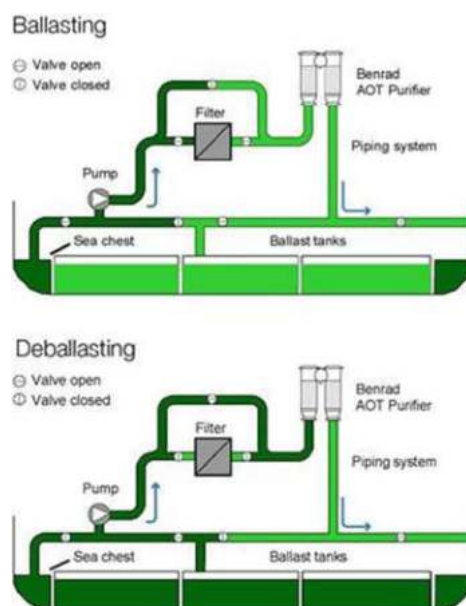 Ballasting
Valve open
Valve closed
Filter
Benrad
AOT Purifier
Pump
Piping system
Sea chest
Ballast tanks
Deballasting
Valve open
Valve closed
Filter
Benrad
AOT Purifier
Pump
Piping system
Sea chest
Ballast tanks